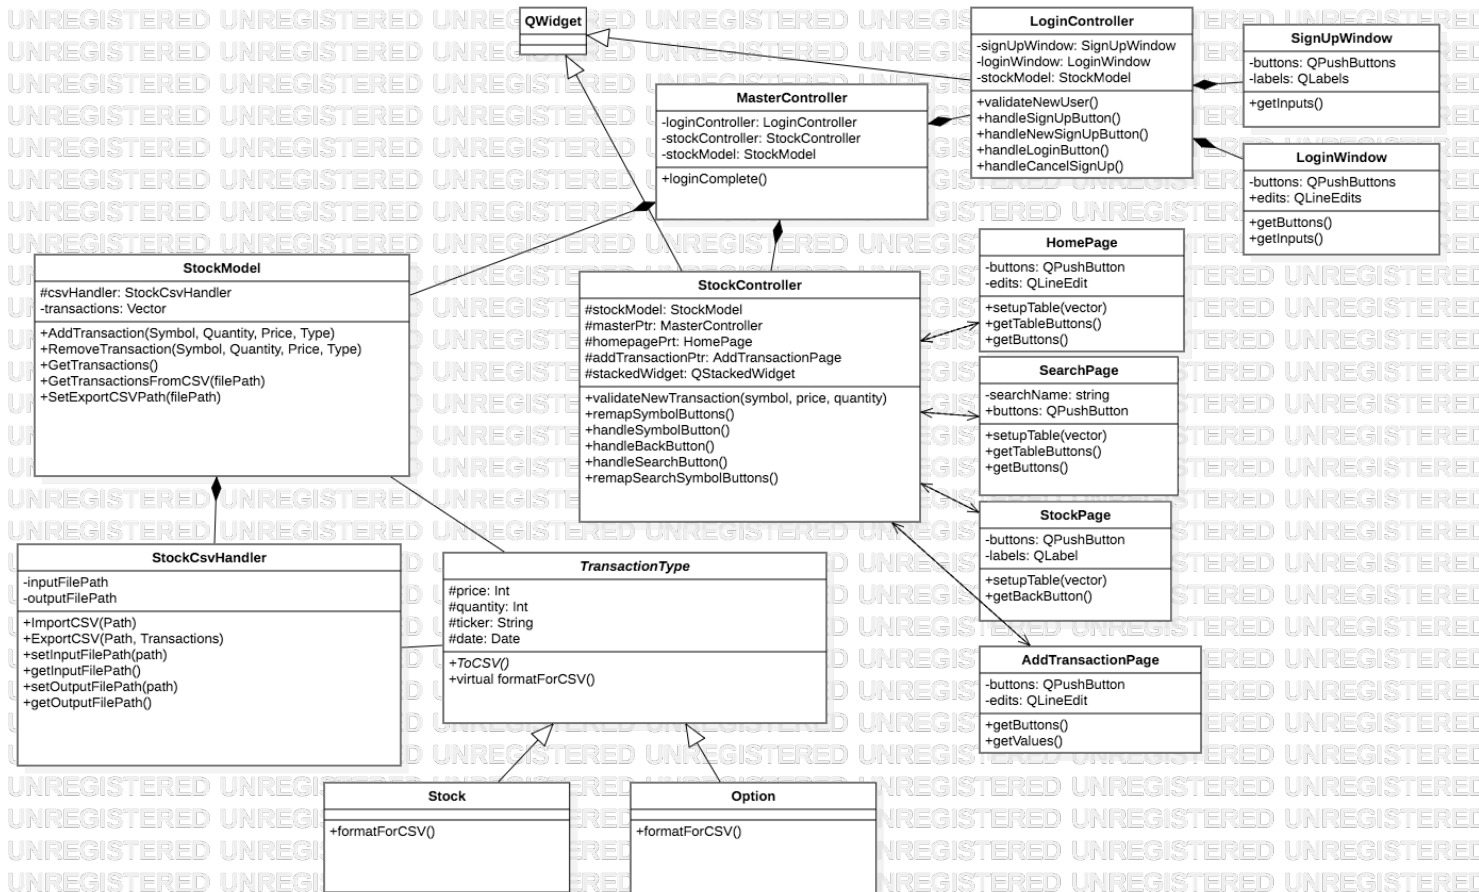 QWidget
LoginController
-signUpWindow: SignUpWindow
-loginWindow: LoginWindow
-stockModel: StockModel
+validateNewUser()
+handleSignUpButton()
+handleNewSignUpButton()
+handleLoginButton()
+handleCancelSignUp()
SignUpWindow
-buttons: QPushButtons
-labels: QLabels
+getInputs()
MasterController
-loginController: LoginController
-stockController: StockController
-stockModel: StockModel
+loginComplete()
LoginWindow
-buttons: QPushButtons
+edits: QLineEdits
+getButtons()
+getInputs()
StockModel
#csvHandler: StockCsvHandler
-transactions: Vector
+AddTransaction(Symbol, Quantity, Price, Type)
+RemoveTransaction(Symbol, Quantity, Price, Type)
+GetTransactions()
+GetTransactionsFromCSV(filePath)
+SetExportCSVPath(filePath)
StockController
#stockModel: StockModel
#masterPtr: MasterController
#homepagePrt: HomePage
#addTransactionPtr: AddTransactionPage
#stackedWidget: QStackedWidget
+validateNewTransaction(symbol, price, quantity)
+remapSymbolButtons()
+handleSymbolButton()
+handleBackButton()
+handleSearchButton()
+remapSearchSymbolButtons()
HomePage
-buttons: QPushButton
-edits: QLineEdit
+setupTable(vector)
+getTableButtons()
+getButtons()
SearchPage
-searchName: string
+buttons: QPushButton
+setupTable(vector)
+getTableButtons()
+getButtons()
StockPage
-buttons: QPushButton
-labels: QLabel
+setupTable(vector)
+getBackButton()
StockCsvHandler
-inputFilePath
-outputFilePath
+ImportCSV(Path)
+ExportCSV(Path, Transactions)
+setInputFilePath(path)
+getInputFilePath()
+setOutputFilePath(path)
+getOutputFilePath()
TransactionType
#price: Int
#quantity: Int
#ticker: String
#date: Date
+ToCSV()
+virtual formatForCSV()
AddTransactionPage
-buttons: QPushButton
-edits: QLineEdit
+getButtons()
+getValues()
Stock
+formatForCSV()
Option
+formatForCSV()
UNREGISTERED